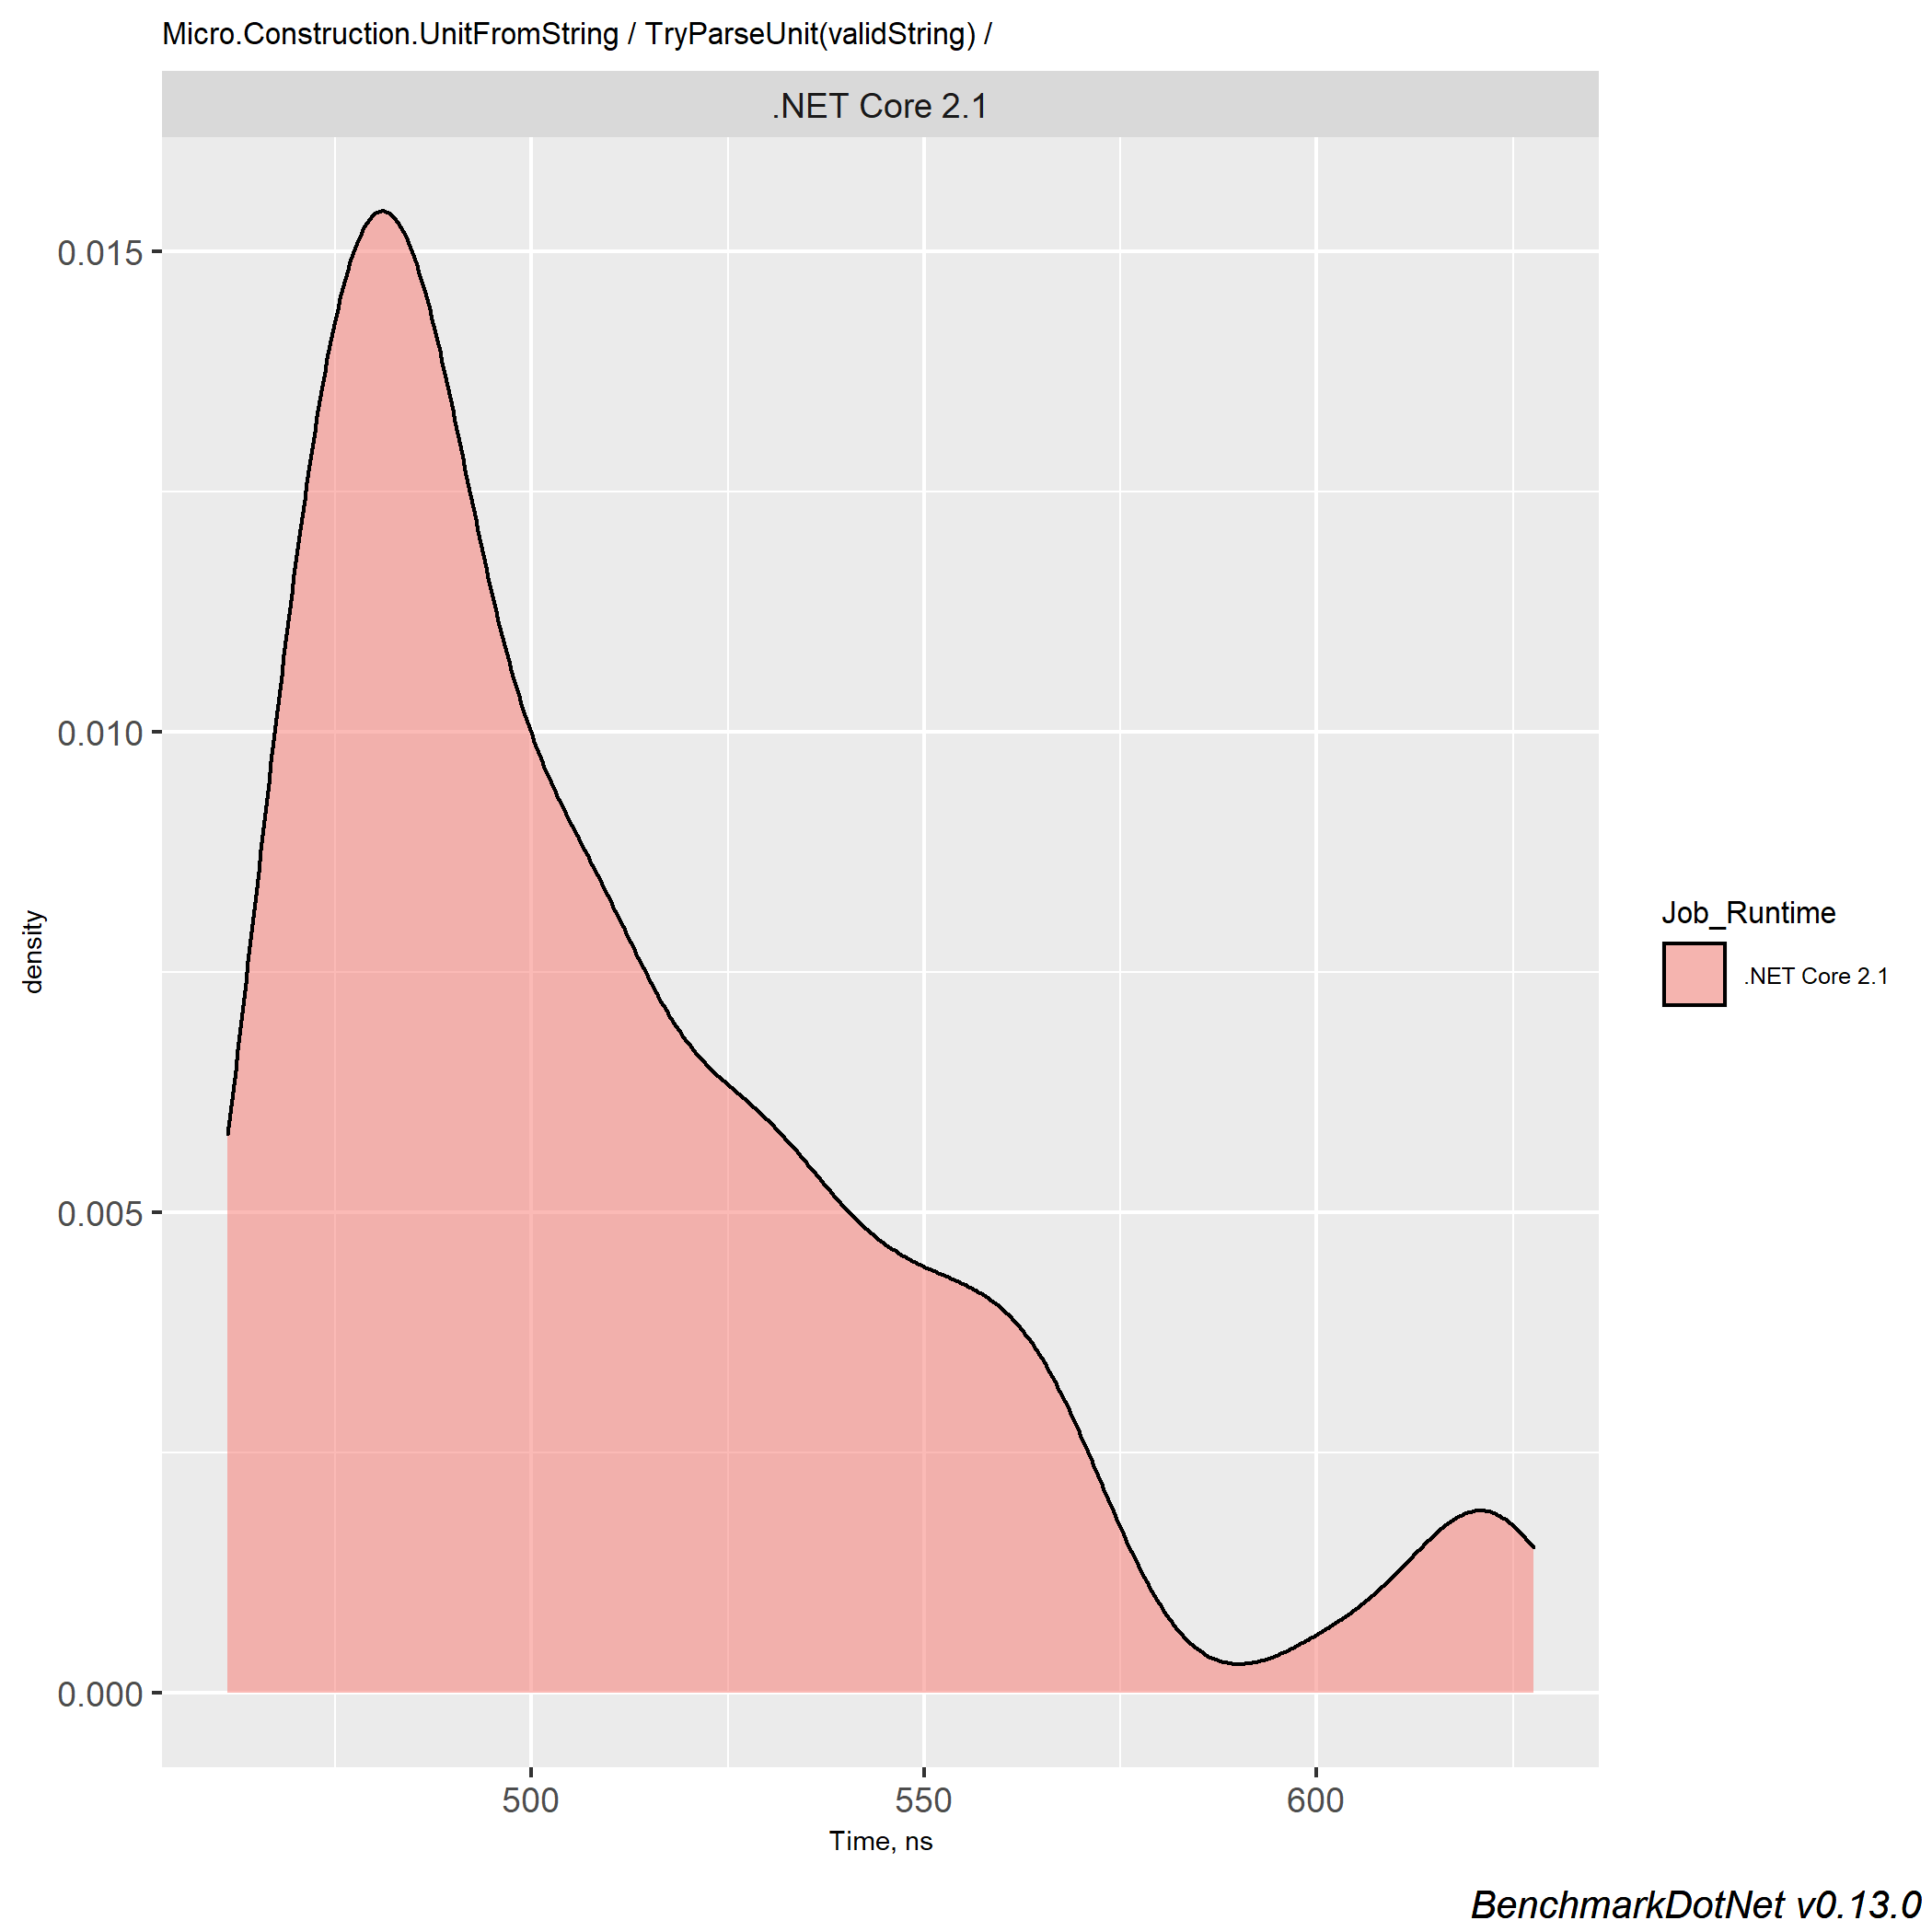 Micro.Construction.UnitFromString / TryParseUnit(validString) /
.NET Core 2.1
0.015
0.010
0.005
0.000
density
500
550
600
Time, ns
Job_Runtime
.NET Core 2.1
BenchmarkDotNet v0.13.0